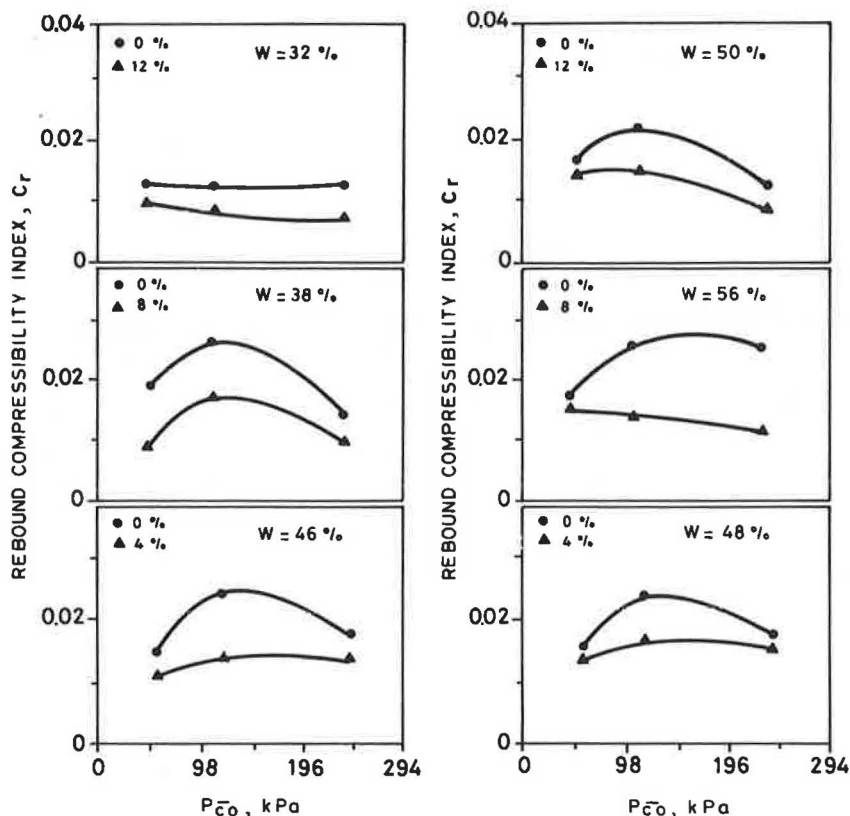 REBOUND COMPRESSIBILITY INDEX, Cr
0.04
0.02
0
● 0 %
▲ 12 %
W = 32 %
0.02
0
● 0 %
▲ 8 %
W = 38 %
0.02
0
● 0 %
▲ 4 %
W = 46 %
0 98 196 294
Pc̄o, kPa
REBOUND COMPRESSIBILITY INDEX, Cr
0.04
0.02
0
● 0 %
▲ 12 %
W = 50 %
0.02
0
● 0 %
▲ 8 %
W = 56 %
0.02
0
● 0 %
▲ 4 %
W = 48 %
0 98 196 294
Pc̄o, kPa